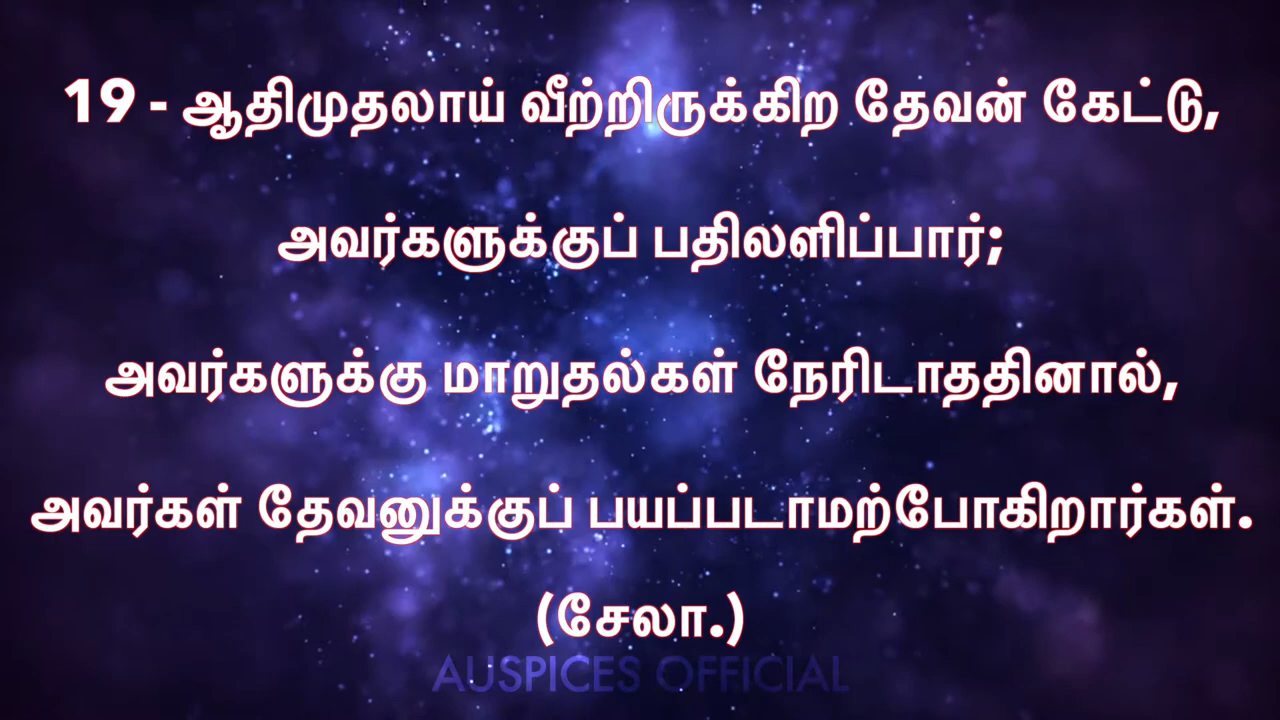 19 - ஆதிமுதலாய் வீற்றிருக்கிற தேவன் கேட்டு,
அவர்களுக்குப் பதிலளிப்பார்;
அவர்களுக்கு மாறுதல்கள் நேரிடாததினால்,
அவர்கள் தேவனுக்குப் பயப்படாமற்போகிறார்கள்.
(சேலா.)
AUSPICES OFFICIAL